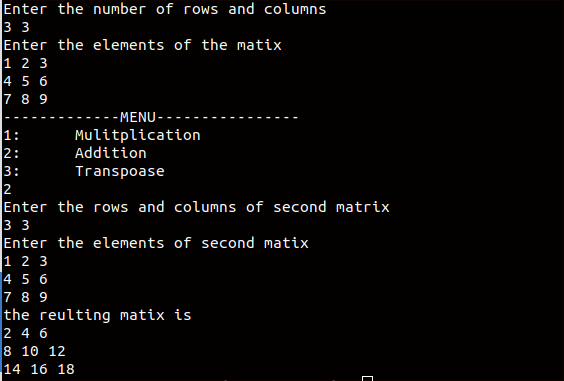 Enter the number of rows and columns
3 3
Enter the elements of the matix
1 2 3
4 5 6
7 8 9
-------------MENU----------------
1:      Mulitplication
2:      Addition
3:      Transpoase
2
Enter the rows and columns of second matrix
3 3
Enter the elements of second matix
1 2 3
4 5 6
7 8 9
the reulting matix is
2 4 6
8 10 12
14 16 18